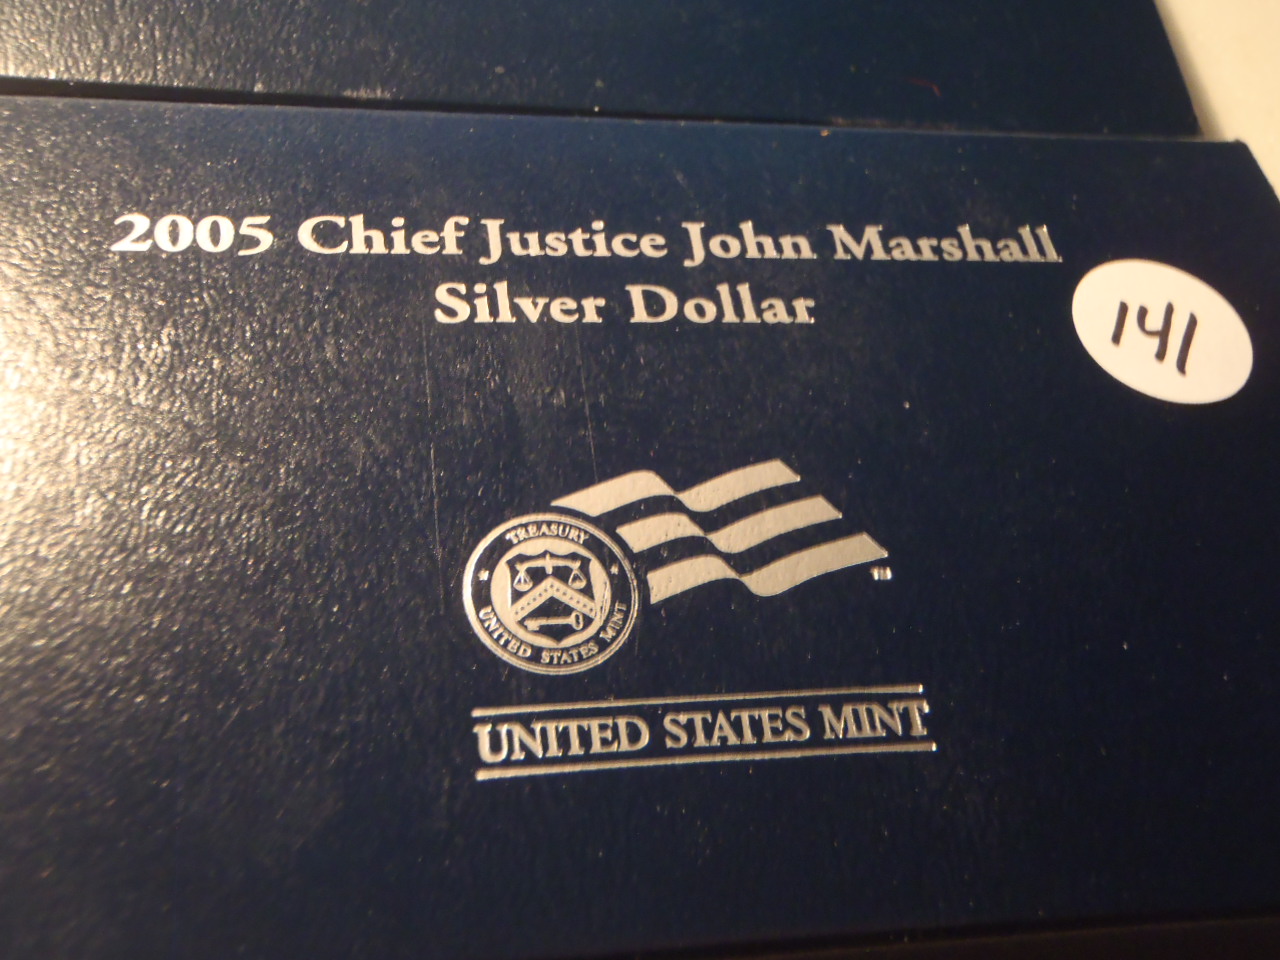 2005 Chief Justice John Marshall
Silver Dollar
141
TREASURY
UNITED STATES MINT
TM
UNITED STATES MINT